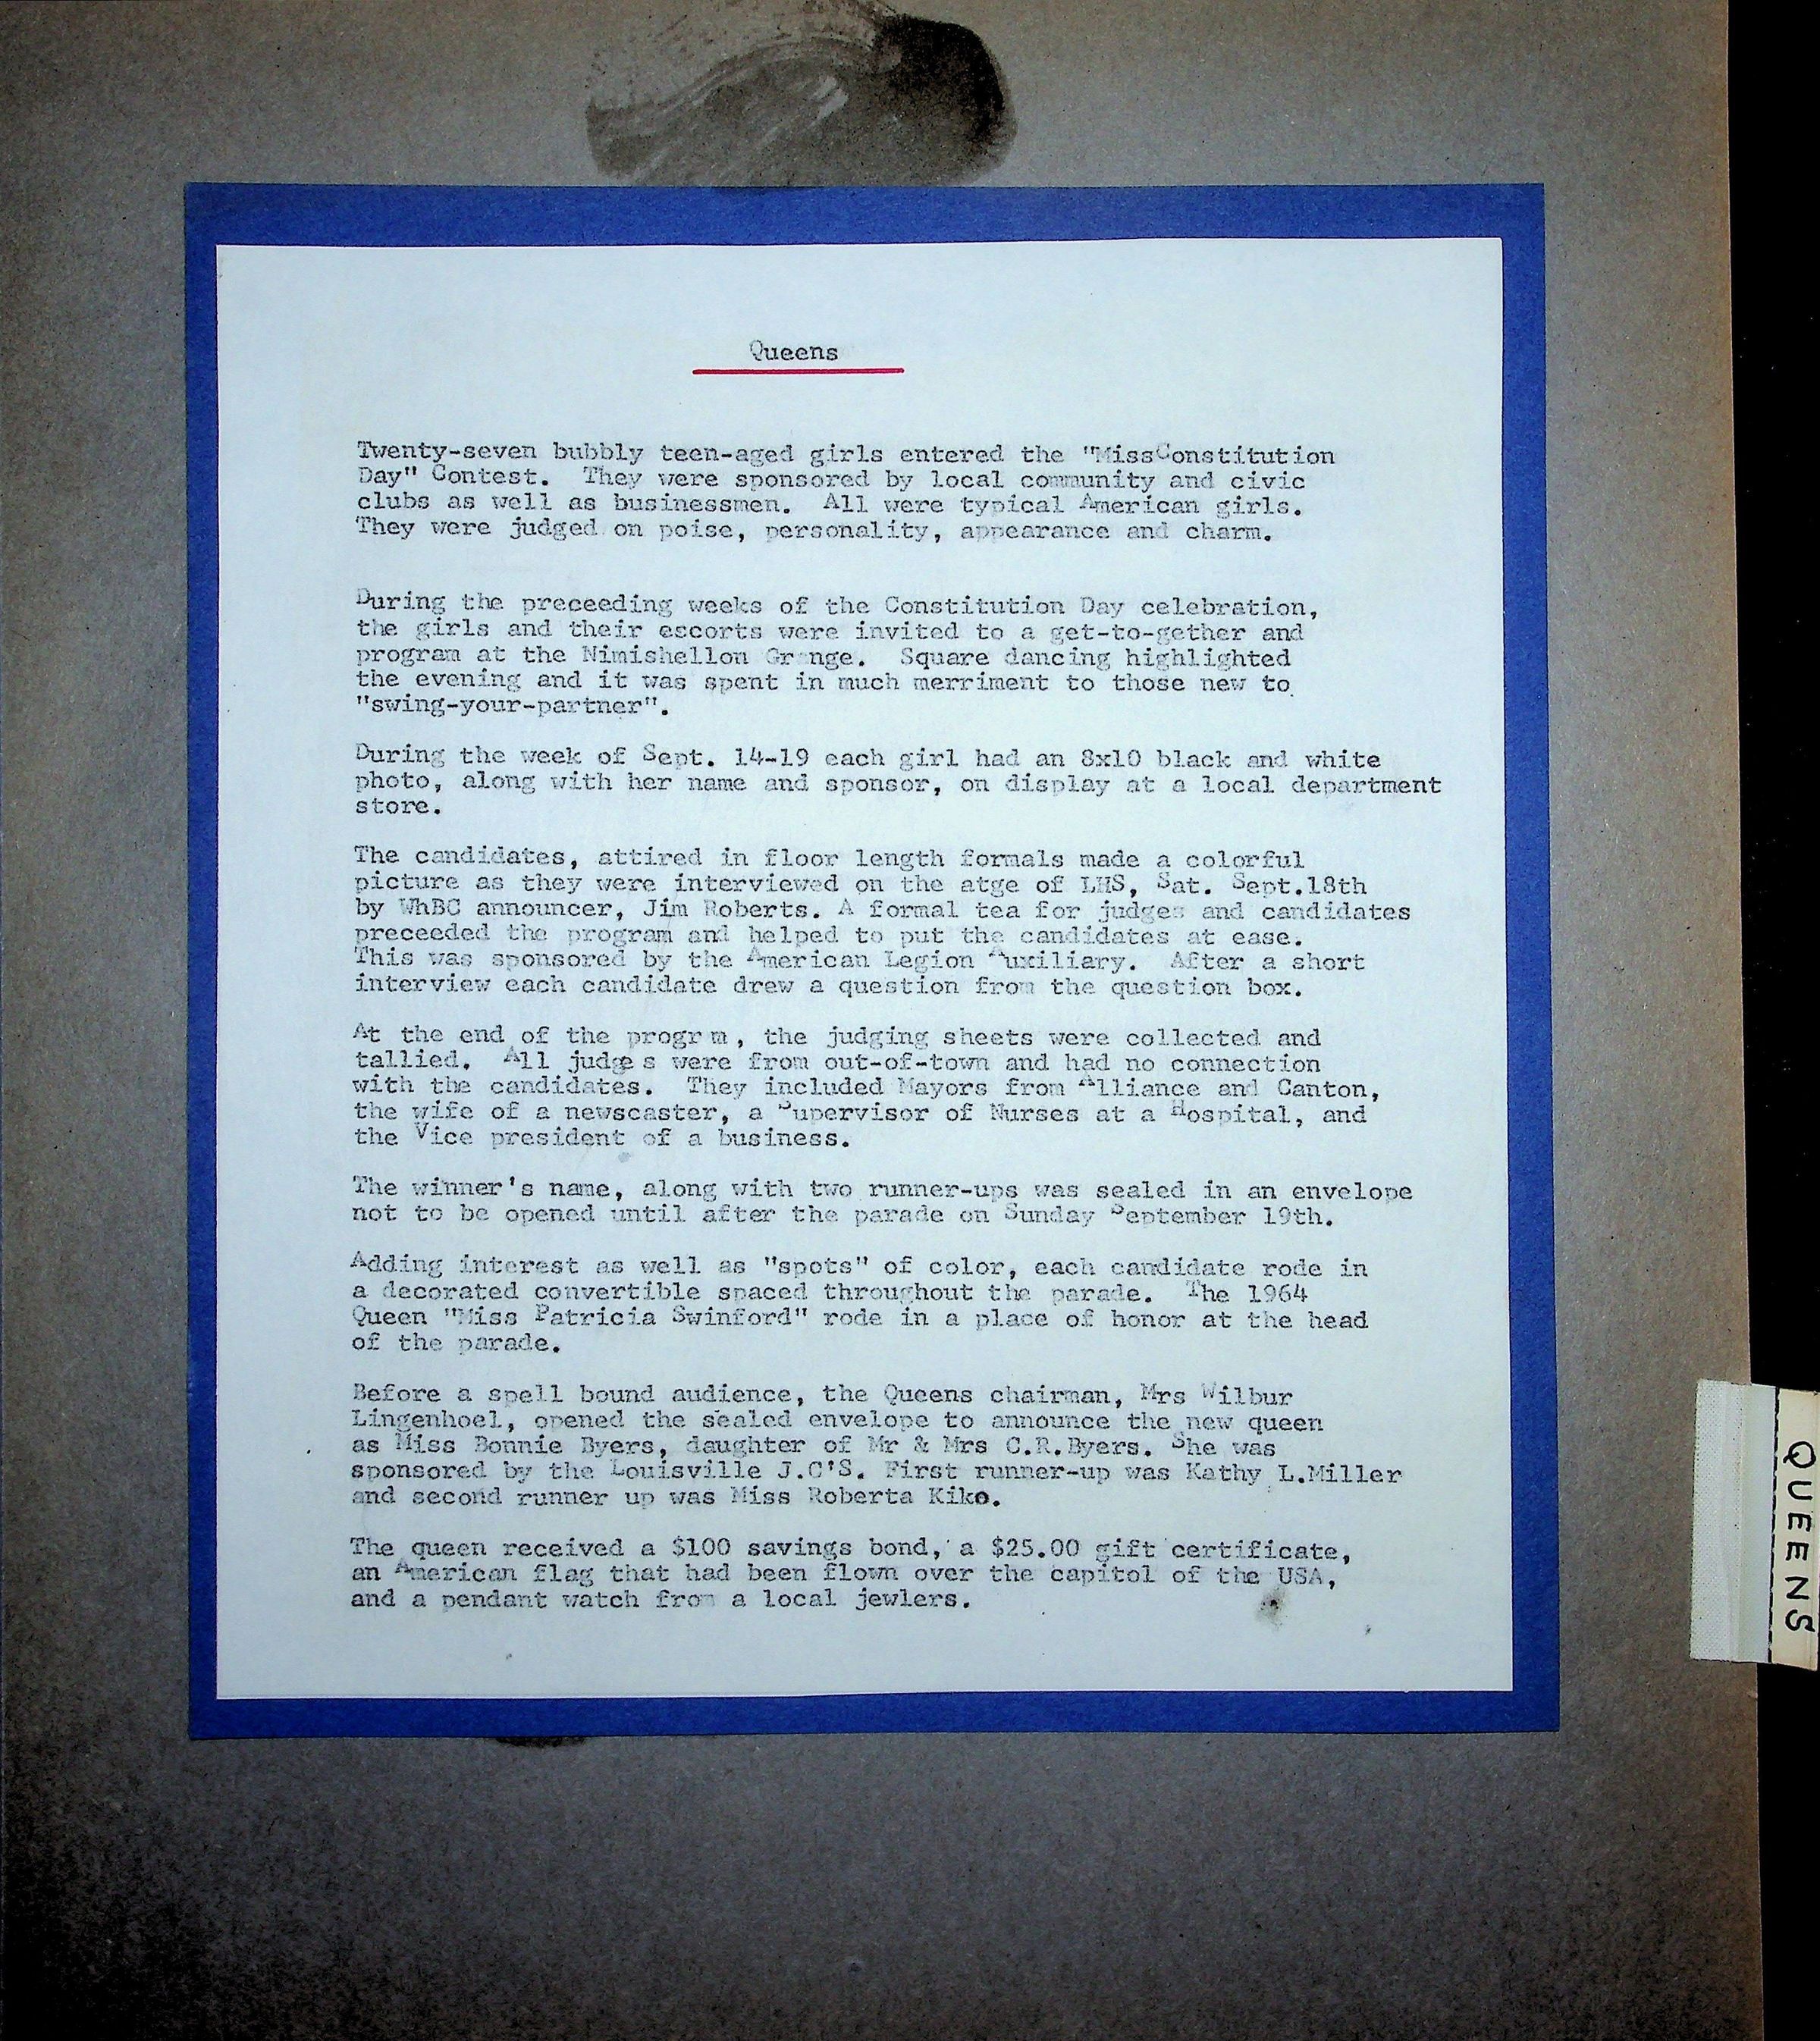 Queens
Twenty-seven bubbly teen-aged girls entered the "MissConstitution
Day" Contest. They were sponsored by local community and civic
clubs as well as businessmen. All were typical American girls.
They were judged on poise, personality, appearance and charm.
During the preceeding weeks of the Constitution Day celebration,
the girls and their escorts were invited to a get-to-gether and
program at the Nimishellon Gr nge. Square dancing highlighted
the evening and it was spent in much merriment to those new to
"swing-your-partner".
During the week of Sept. 14-19 each girl had an 8x10 black and white
photo, along with her name and sponsor, on display at a local department
store.
The candidates, attired in floor length formals made a colorful
picture as they were interviewed on the atge of LHS, Sat. Sept.18th
by WhBC announcer, Jim Roberts. A formal tea for judges and candidates
preceeded the program and helped to put the candidates at ease.
This was sponsored by the American Legion Auxiliary. After a short
interview each candidate drew a question from the question box.
At the end of the progr m, the judging sheets were collected and
tallied. All judge s were from out-of-town and had no connection
with the candidates. They included Mayors from Alliance and Canton,
the wife of a newscaster, a Supervisor of Nurses at a Hospital, and
the Vice president of a business.
The winner's name, along with two runner-ups was sealed in an envelope
not to be opened until after the parade on Sunday September 19th.
Adding interest as well as "spots" of color, each candidate rode in
a decorated convertible spaced throughout the parade. The 1964
Queen "Miss Patricia Swinford" rode in a place of honor at the head
of the parade.
Before a spell bound audience, the Queens chairman, Mrs Wilbur
Lingenhoel, opened the sealed envelope to announce the new queen
as Miss Bonnie Byers, daughter of Mr & Mrs C.R.Byers. She was
sponsored by the Louisville J.C'S. First runner-up was Kathy L.Miller
and second runner up was Miss Roberta Kiko.
The queen received a $100 savings bond, a $25.00 gift certificate,
an American flag that had been flown over the capitol of the USA,
and a pendant watch from a local jewlers.
QUEENS